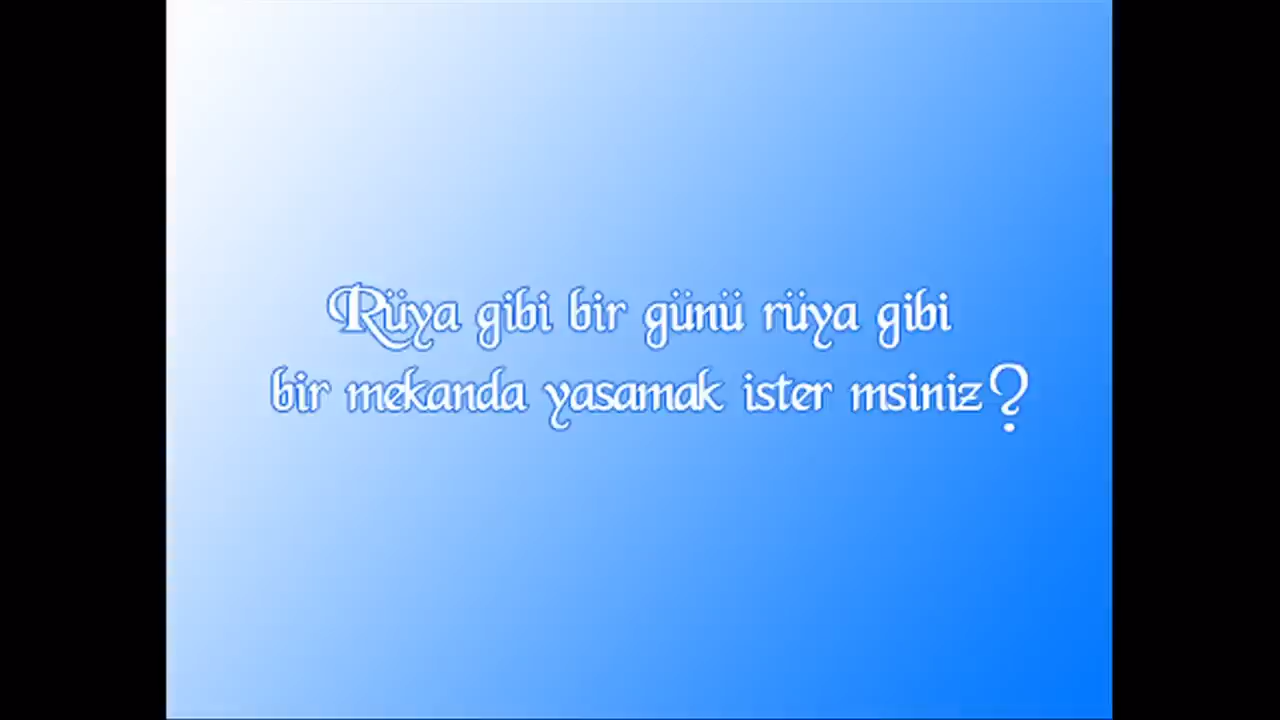 Rüya gibi bir günü rüya gibi
bir mekanda yasamak ister msiniz?